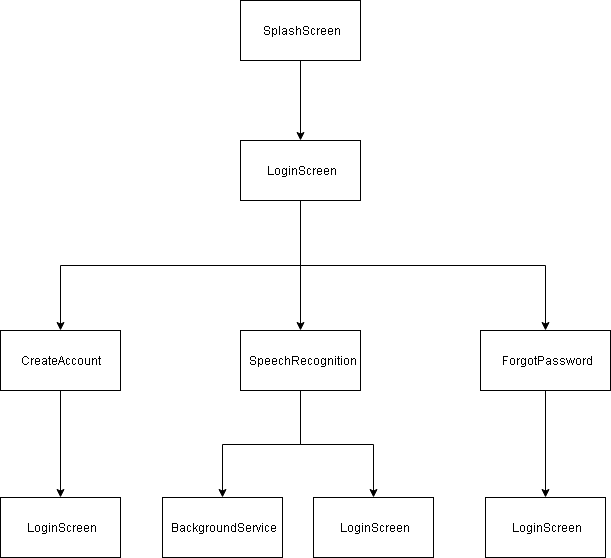 SplashScreen
LoginScreen
CreateAccount
SpeechRecognition
ForgotPassword
LoginScreen
BackgroundService
LoginScreen
LoginScreen